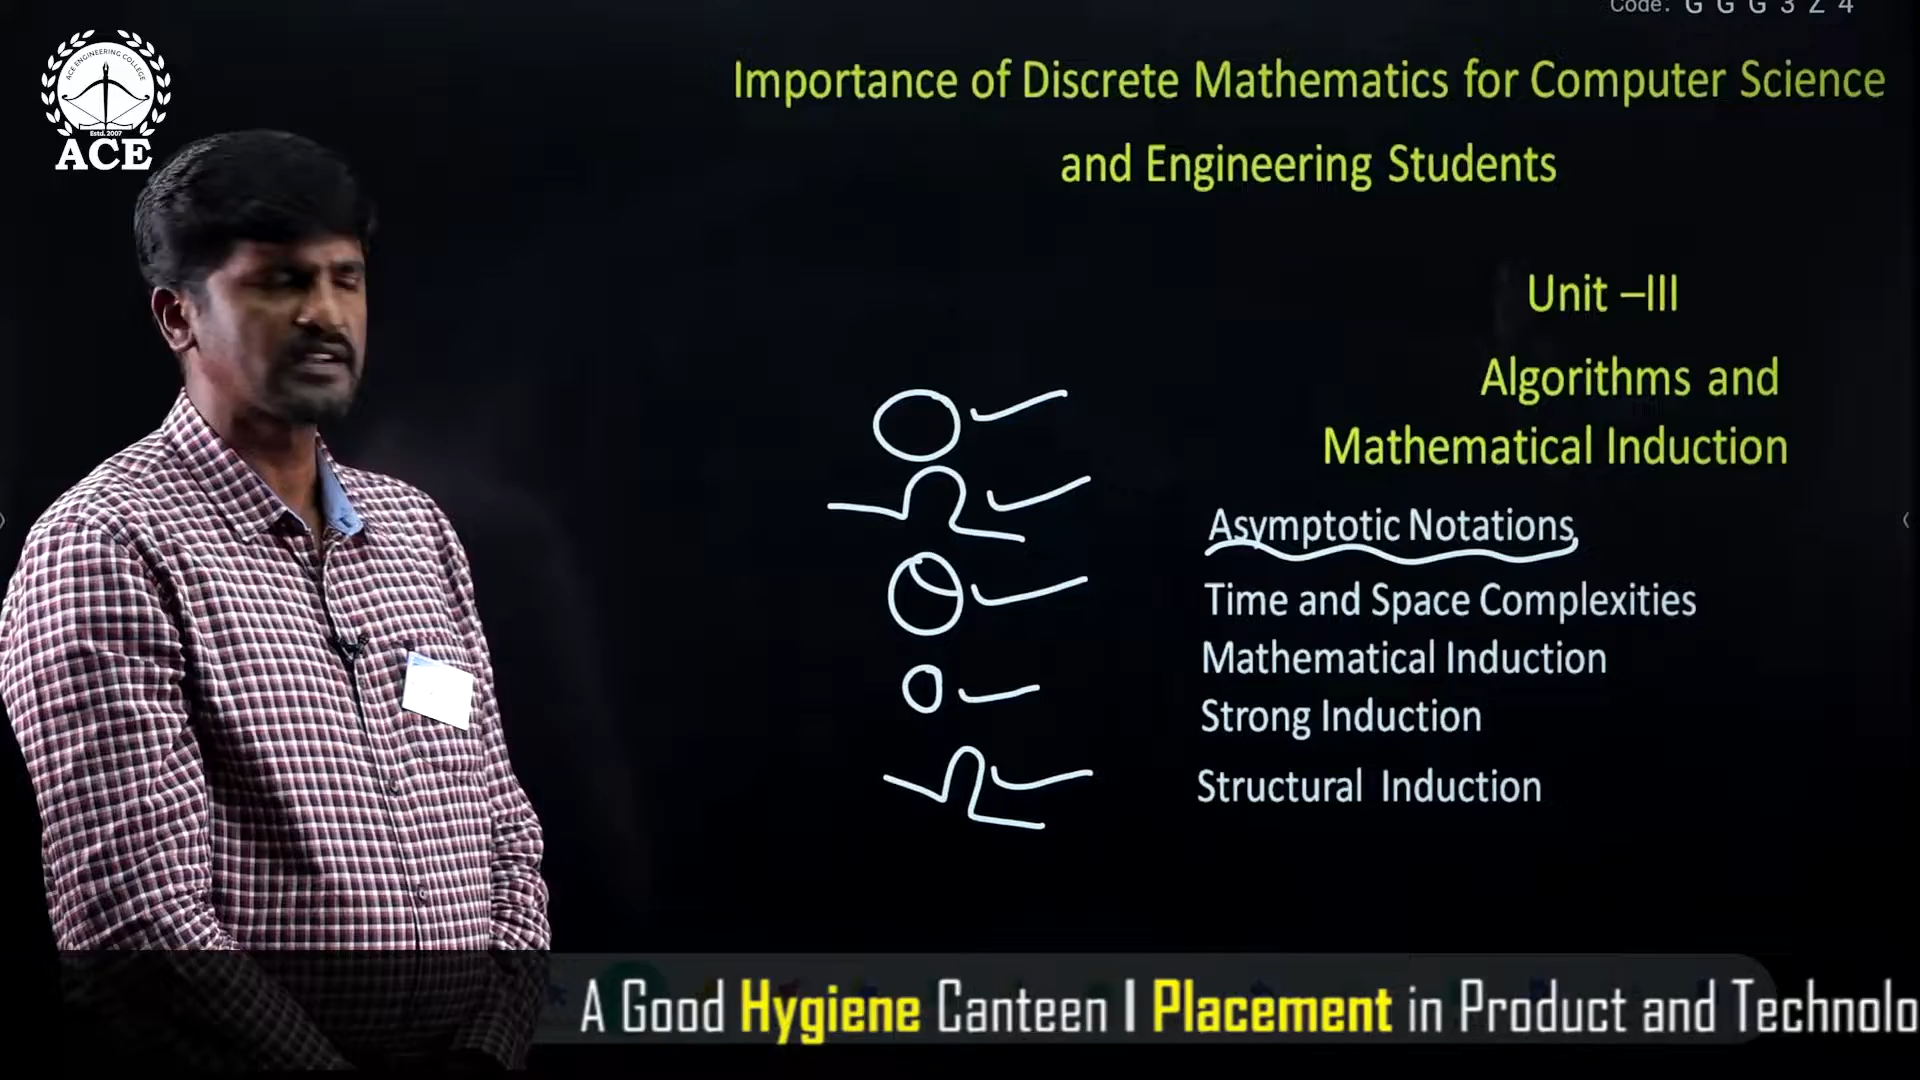 Code: G G G 3 Z 4
ACE ENGINEERING COLLEGE
Estd. 2007
ACE
Importance of Discrete Mathematics for Computer Science
and Engineering Students
Unit –III
Algorithms and
Mathematical Induction
Asymptotic Notations
Time and Space Complexities
Mathematical Induction
Strong Induction
Structural Induction
O
Ω
Θ
o
A Good Hygiene Canteen I Placement in Product and Technolo